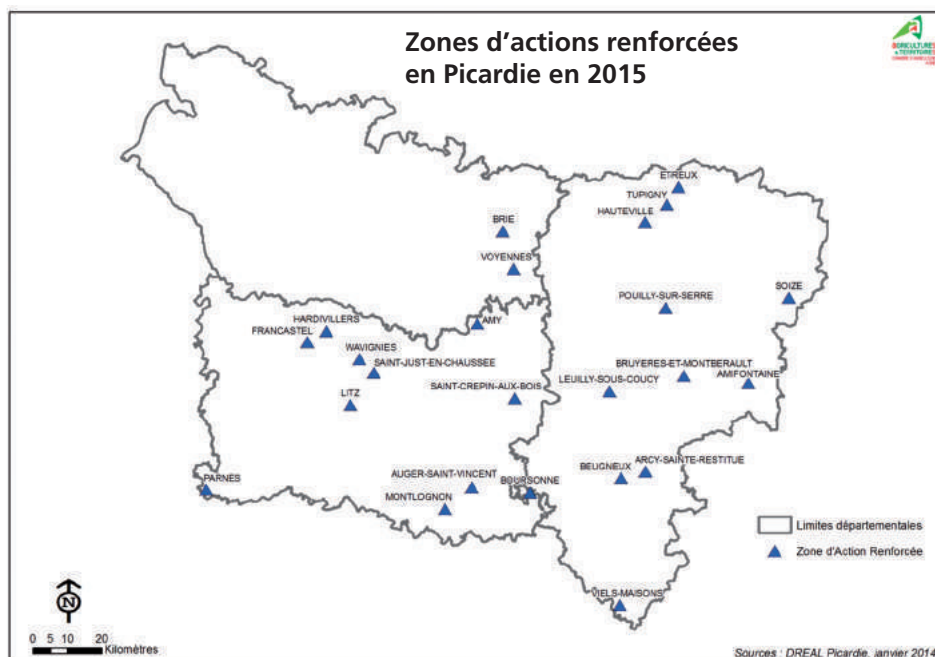 Zones d'actions renforcées
en Picardie en 2015
AGRICULTURES
& TERRITOIRES
ETREUX
TUPIGNY
HAUTEVILLE
BRIE
VOYENNES
SOIZE
POUILLY-SUR-SERRE
AMY
HARDIVILLERS
FRANCASTEL
WAVIGNIES
SAINT-JUST-EN-CHAUSSEE
BRUYERES-ET-MONTBERAULT
AMIFONTAINE
LEUILLY-SOUS-COUCY
SAINT-CREPIN-AUX-BOIS
LITZ
ARCY-SAINTE-RESTITUE
BEUGNEUX
AUGER-SAINT-VINCENT
BOURSONNE
PARNES
MONTLOGNON
VIELS-MAISONS
Limites départementales
Zone d'Action Renforcée
N
0 5 10 20
Kilomètres
Sources : DREAL Picardie, janvier 2014